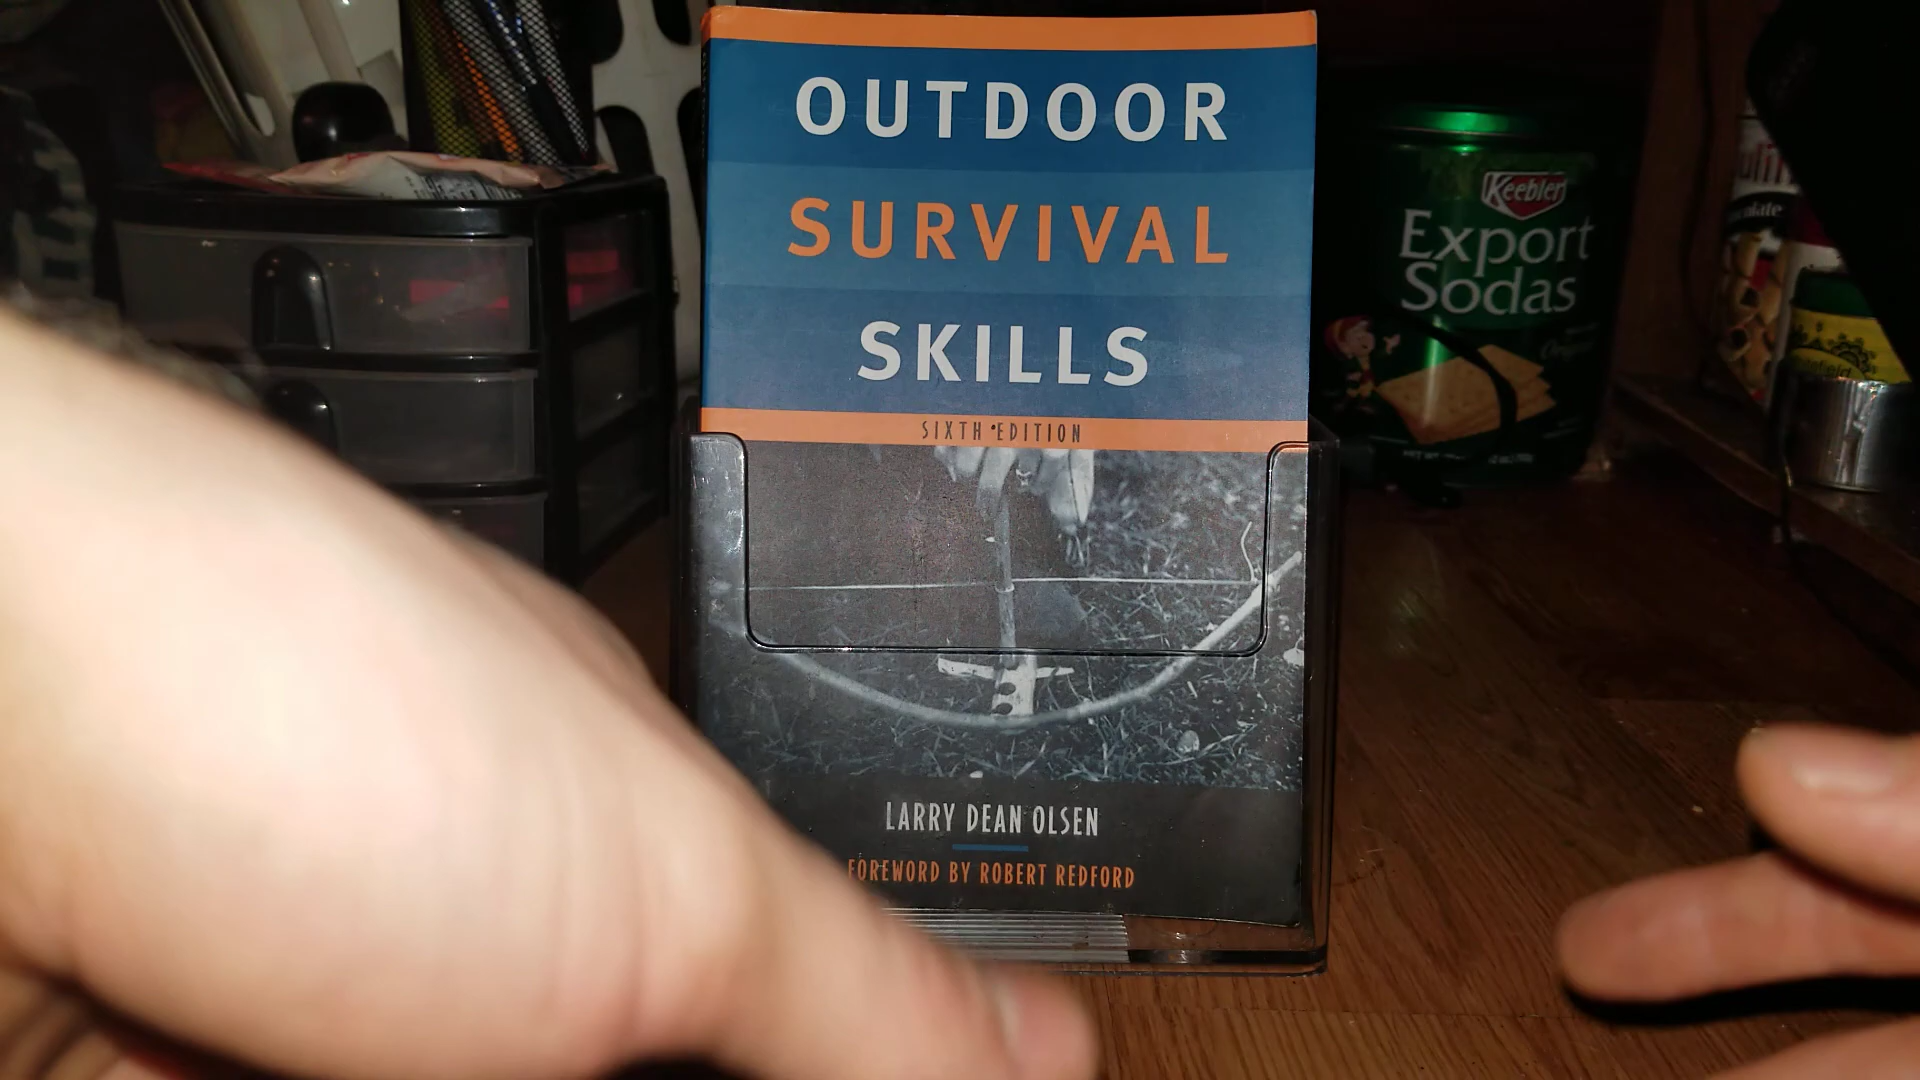 OUTDOOR
SURVIVAL
SKILLS
SIXTH EDITION
LARRY DEAN OLSEN
FOREWORD BY ROBERT REDFORD
Keebler
Export
Sodas